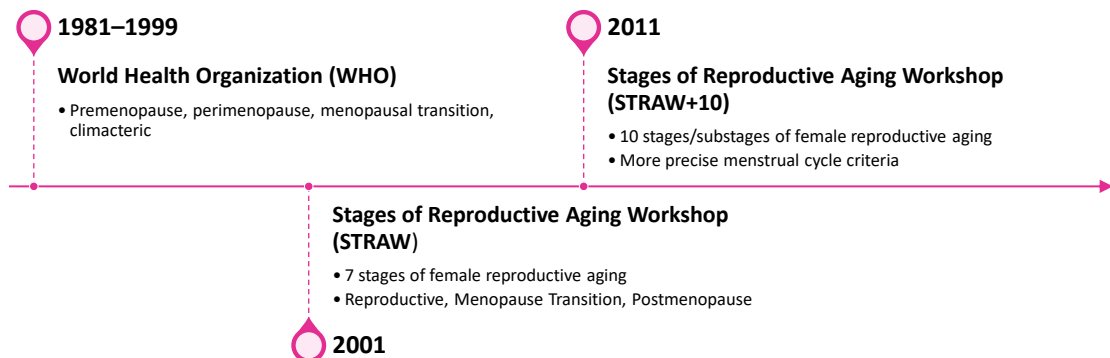 1981–1999
World Health Organization (WHO)
• Premenopause, perimenopause, menopausal transition,
climacteric
2011
Stages of Reproductive Aging Workshop
(STRAW+10)
• 10 stages/substages of female reproductive aging
• More precise menstrual cycle criteria
Stages of Reproductive Aging Workshop
(STRAW)
• 7 stages of female reproductive aging
• Reproductive, Menopause Transition, Postmenopause
2001